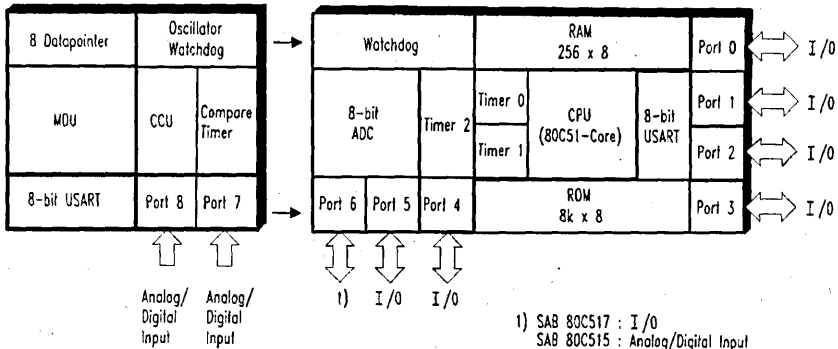 8 Datapointer
Oscillator
Watchdog
MDU
CCU
Compare
Timer
8-bit USART
Port 8
Port 7
Analog/
Digital
Input
Analog/
Digital
Input
Watchdog
RAM
256 x 8
Port 0
I/O
8-bit
ADC
Timer 2
Timer 0
Timer 1
CPU
(80C51-Core)
8-bit
USART
Port 1
I/O
Port 2
I/O
Port 6
Port 5
Port 4
ROM
8k x 8
Port 3
I/O
1)
I/O
I/O
1) SAB 80C517 : I/O
SAB 80C515 : Analog/Digital Input